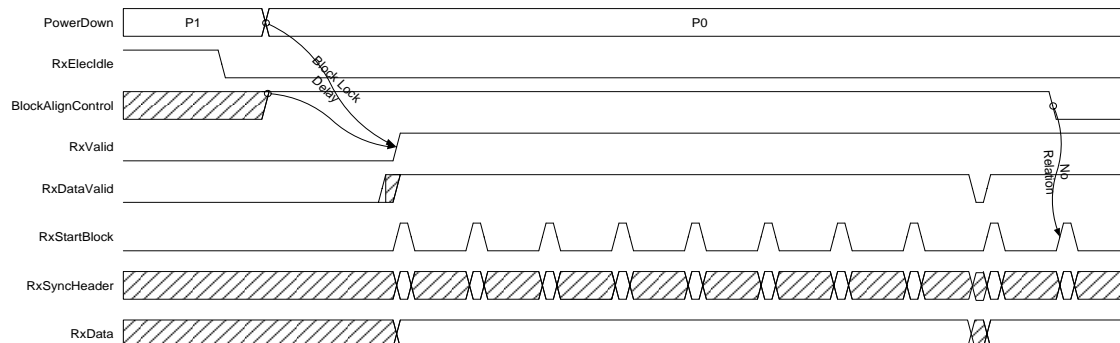 PowerDown
P1
P0
RxElecIdle
Block Lock
Delay
BlockAlignControl
RxValid
No
Relation
RxDataValid
RxStartBlock
RxSyncHeader
RxData